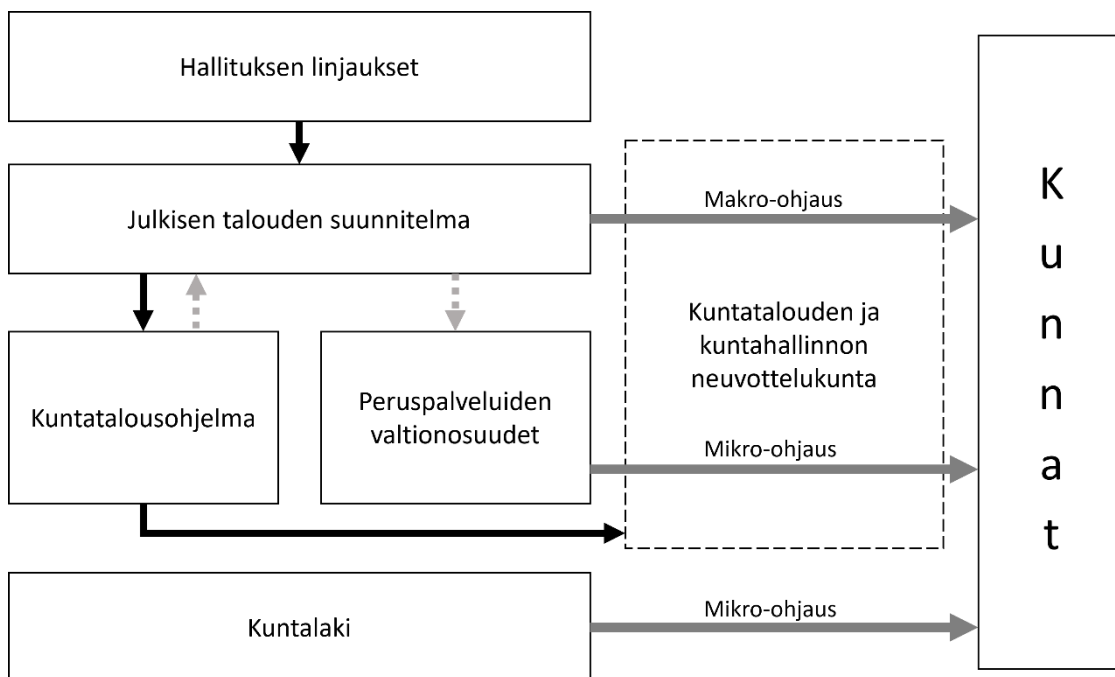 Hallituksen linjaukset
Julkisen talouden suunnitelma
Makro-ohjaus
Kuntatalousohjelma
Peruspalveluiden
valtionosuudet
Kuntatalouden ja
kuntahallinnon
neuvottelukunta
Mikro-ohjaus
Kuntalaki
Mikro-ohjaus
K
u
n
n
a
t